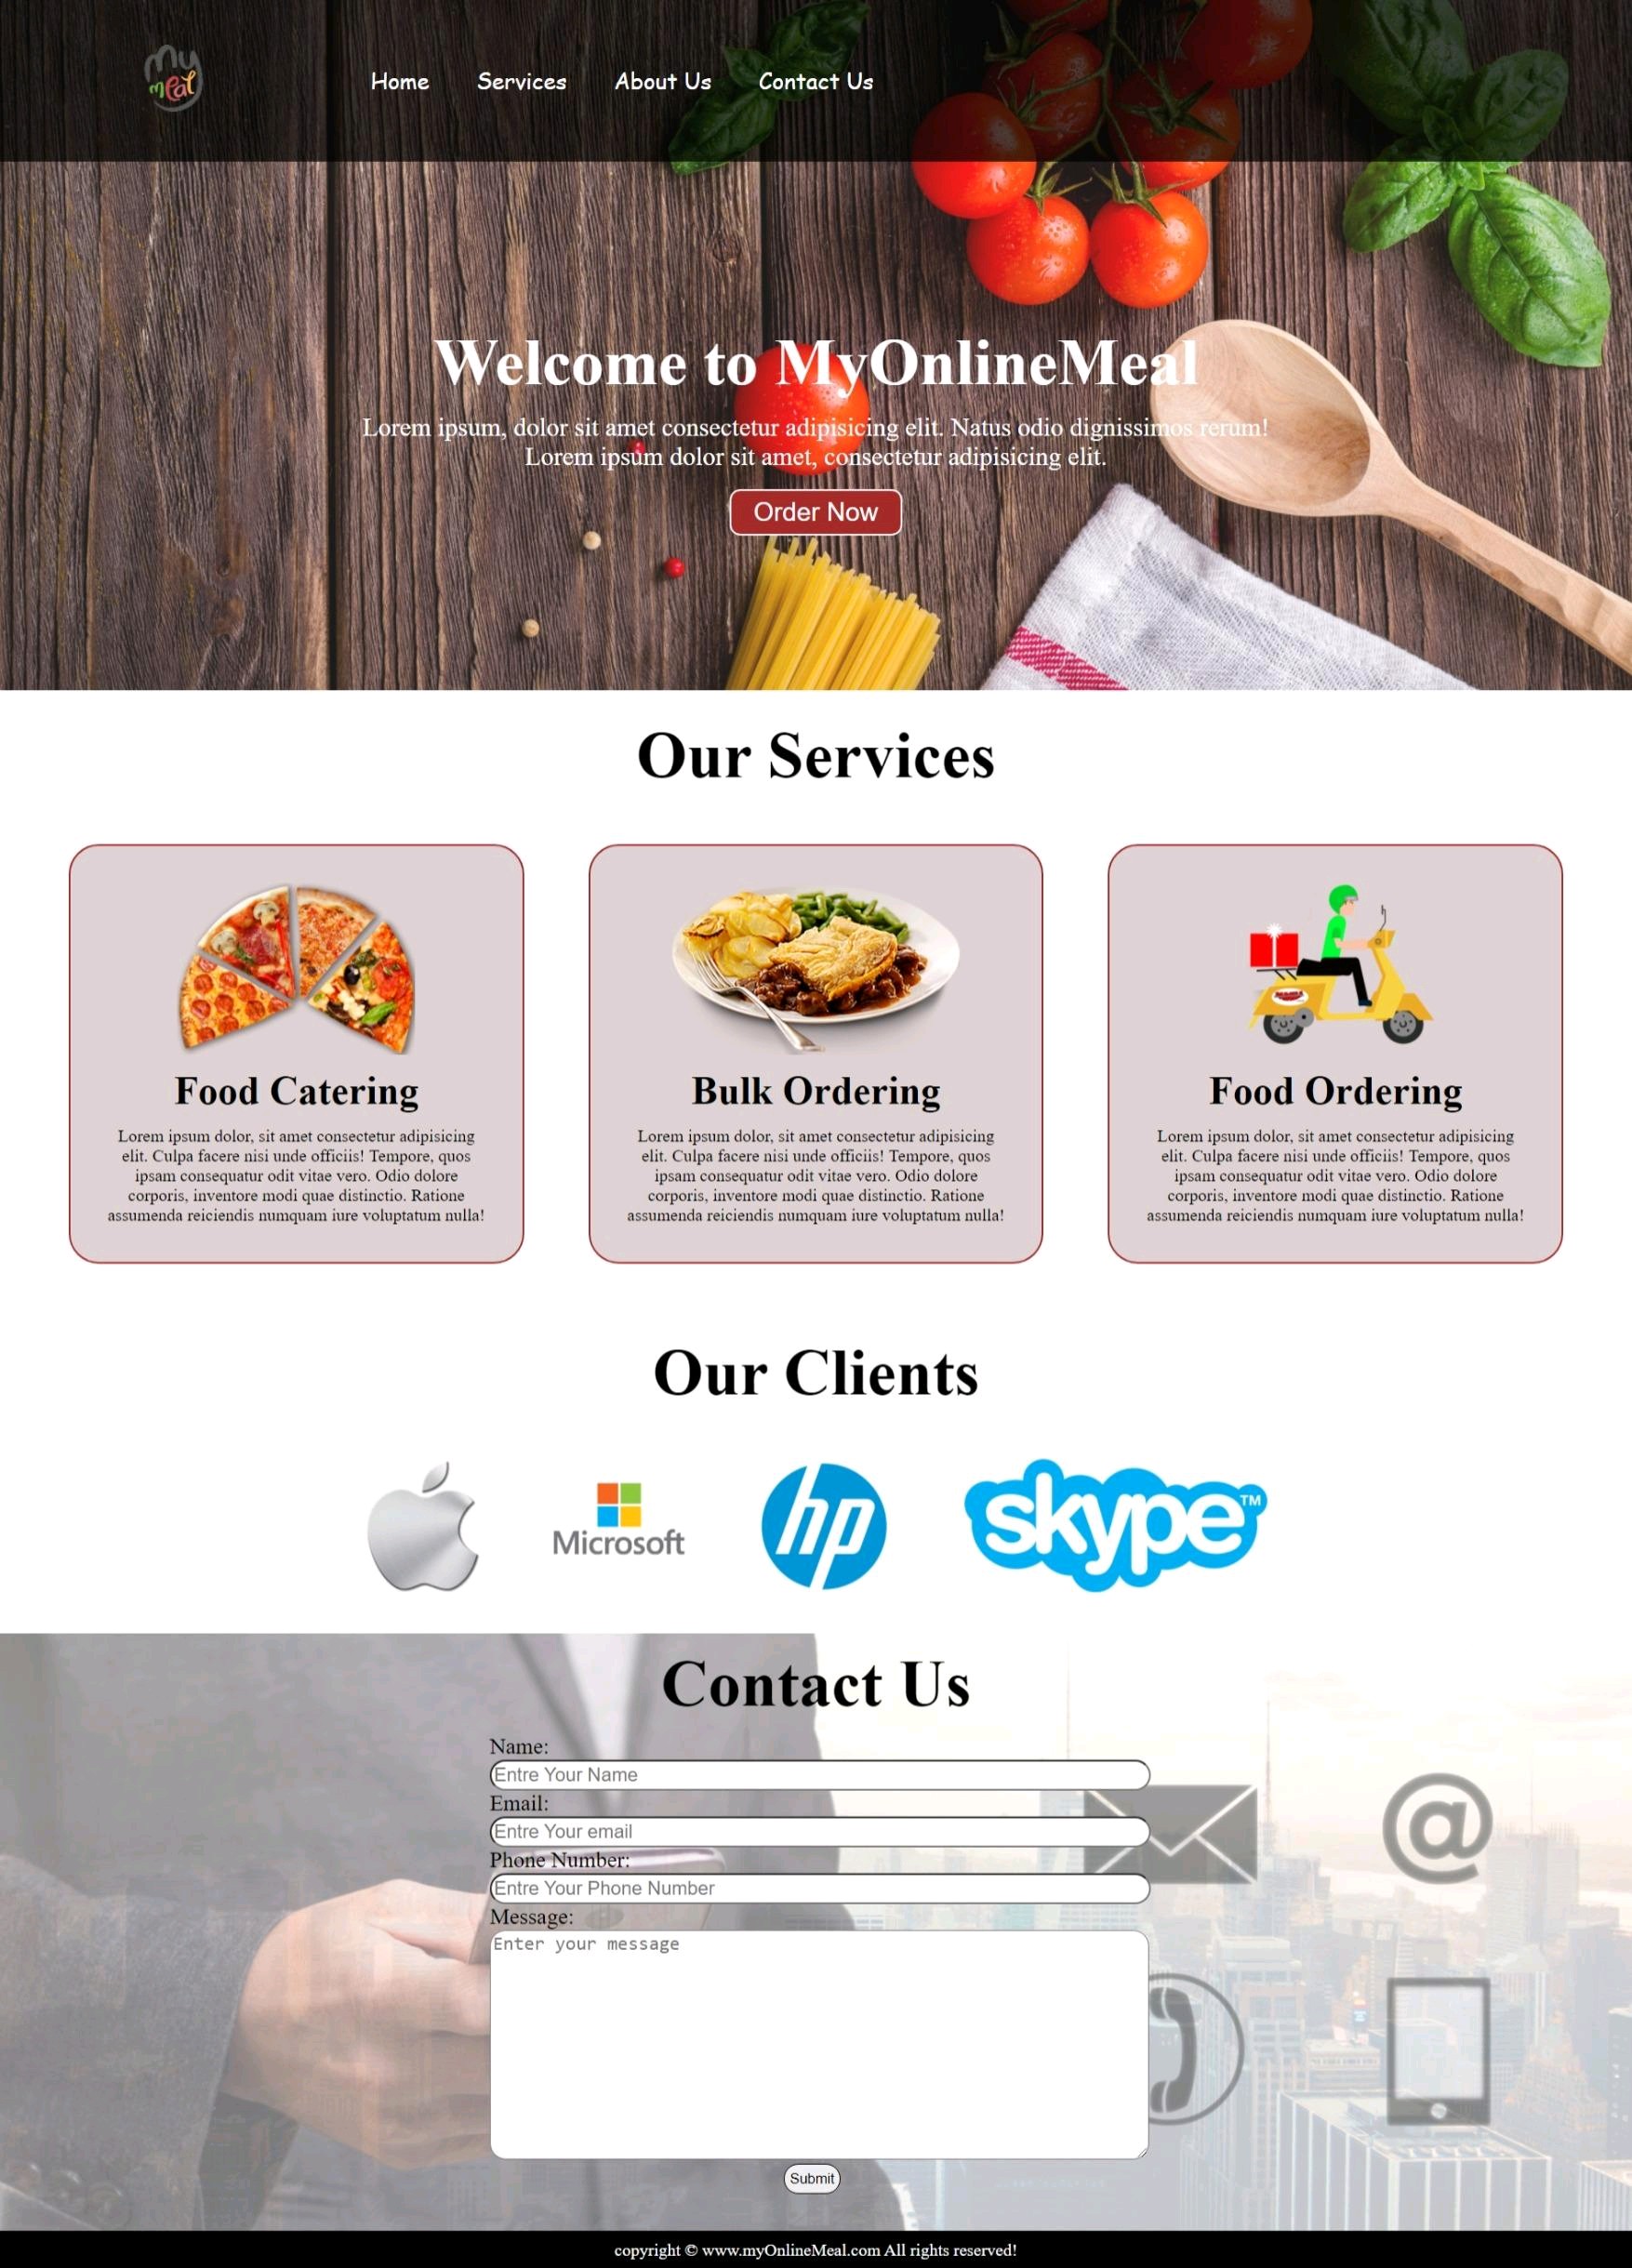 My
meal
Home Services About Us Contact Us
Welcome to MyOnlineMeal
Lorem ipsum, dolor sit amet consectetur adipisicing elit. Natus odio dignissimos rerum!
Lorem ipsum dolor sit amet, consectetur adipisicing elit.
Order Now
Our Services
Food Catering
Lorem ipsum dolor, sit amet consectetur adipisicing
elit. Culpa facere nisi unde officiis! Tempore, quos
ipsam consequatur odit vitae vero. Odio dolore
corporis, inventore modi quae distinctio. Ratione
assumenda reiciendis numquam iure voluptatum nulla!
Bulk Ordering
Lorem ipsum dolor, sit amet consectetur adipisicing
elit. Culpa facere nisi unde officiis! Tempore, quos
ipsam consequatur odit vitae vero. Odio dolore
corporis, inventore modi quae distinctio. Ratione
assumenda reiciendis numquam iure voluptatum nulla!
Food Ordering
Lorem ipsum dolor, sit amet consectetur adipisicing
elit. Culpa facere nisi unde officiis! Tempore, quos
ipsam consequatur odit vitae vero. Odio dolore
corporis, inventore modi quae distinctio. Ratione
assumenda reiciendis numquam iure voluptatum nulla!
Our Clients
Microsoft
hp
skype™
Contact Us
Name:
Entre Your Name
Email:
Entre Your email
Phone Number:
Entre Your Phone Number
Message:
Enter your message
@
Submit
copyright © www.myOnlineMeal.com All rights reserved!